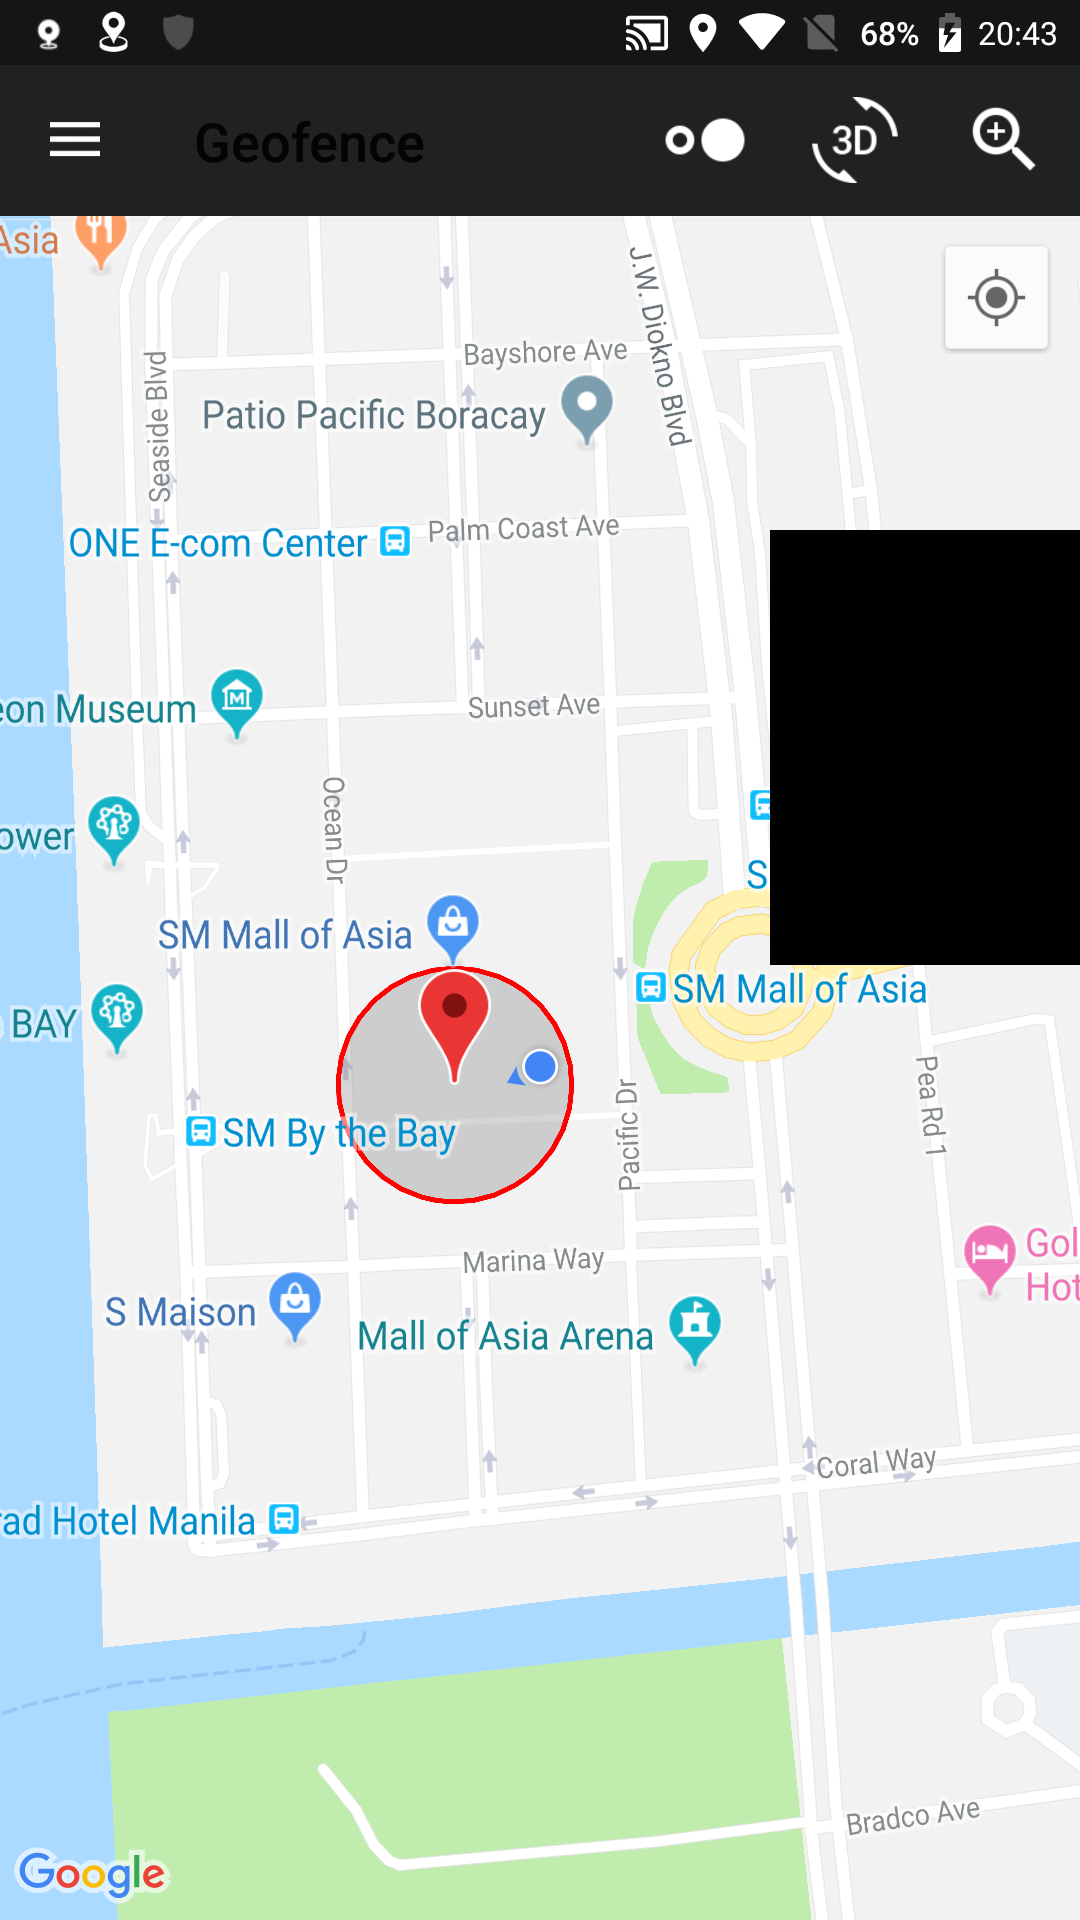 68% 20:43
Geofence
3D
Asia
J.W. Diokno Blvd
Bayshore Ave
Seaside Blvd
Patio Pacific Boracay
Palm Coast Ave
ONE E-com Center
Sunset Ave
eon Museum
Ocean Dr
ower
S
SM Mall of Asia
SM Mall of Asia
BAY
Pea Rd 1
Pacific Dr
SM By the Bay
Marina Way
Gol
Hot
S Maison
Mall of Asia Arena
Coral Way
rad Hotel Manila
Bradco Ave
Google